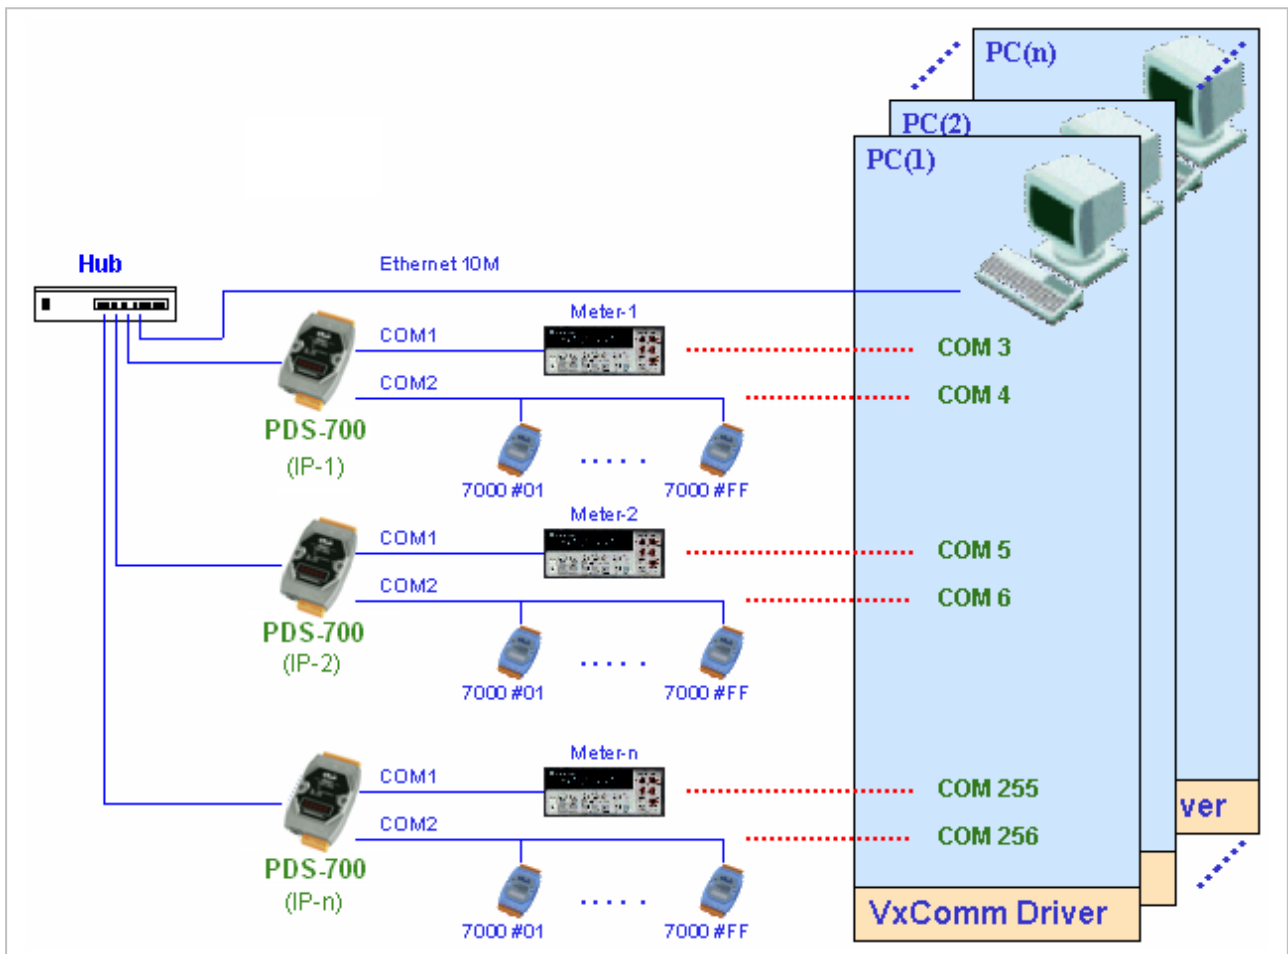 PC(n)
PC(2)
PC(1)
Hub
Ethernet 10M
Meter-1
COM1
COM 3
COM2
COM 4
PDS-700
(IP-1)
7000 #01
. . . . .
7000 #FF
Meter-2
COM1
COM 5
COM2
COM 6
PDS-700
(IP-2)
7000 #01
. . . . .
7000 #FF
Meter-n
COM1
COM 255
COM2
COM 256
PDS-700
(IP-n)
7000 #01
. . . . .
7000 #FF
ver
VxComm Driver